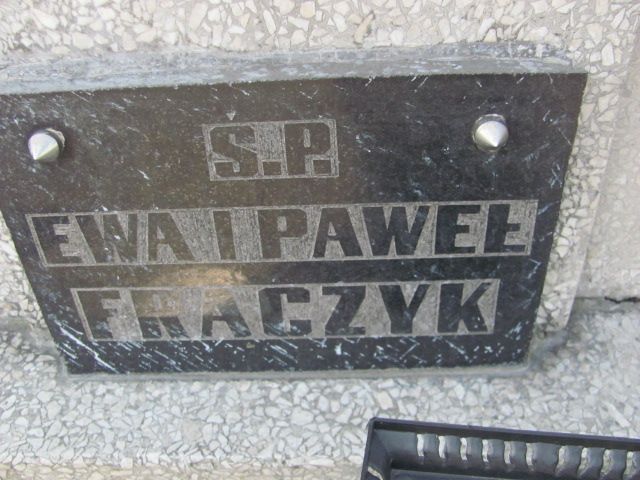 S.P.
EWA I PAWEŁ
FRĄCZYK